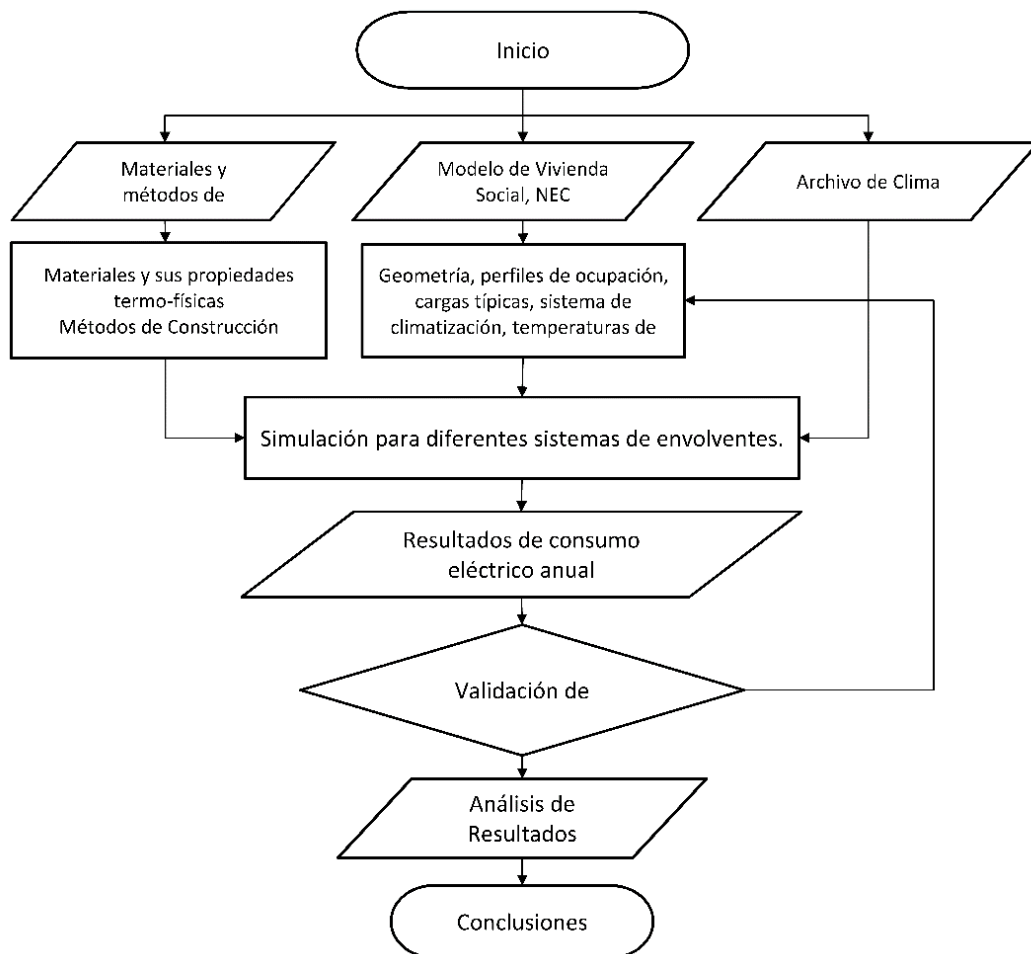 Inicio
Materiales y
métodos de
Modelo de Vivienda
Social, NEC
Archivo de Clima
Materiales y sus propiedades
termo-físicas
Métodos de Construcción
Geometría, perfiles de ocupación,
cargas típicas, sistema de
climatización, temperaturas de
Simulación para diferentes sistemas de envolventes.
Resultados de consumo
eléctrico anual
Validación de
Análisis de
Resultados
Conclusiones